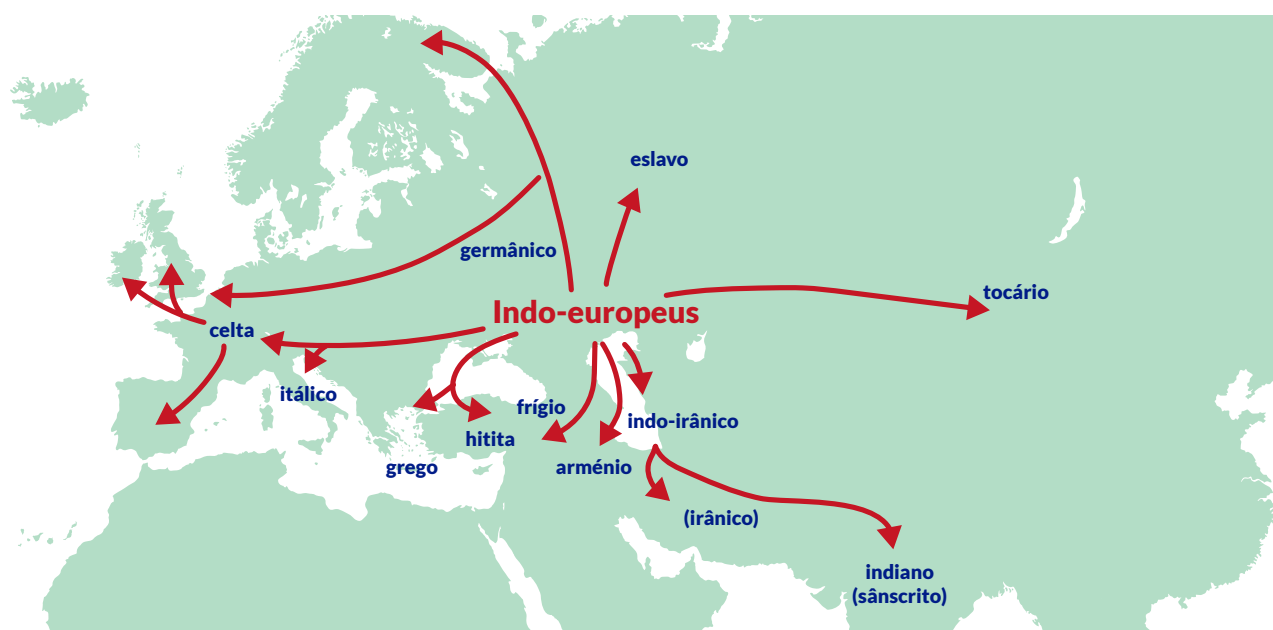 eslavo
germânico
tocário
Indo-europeus
celta
itálico
frígio
indo-irânico
hitita
grego
arménio
(irânico)
indiano
(sânscrito)